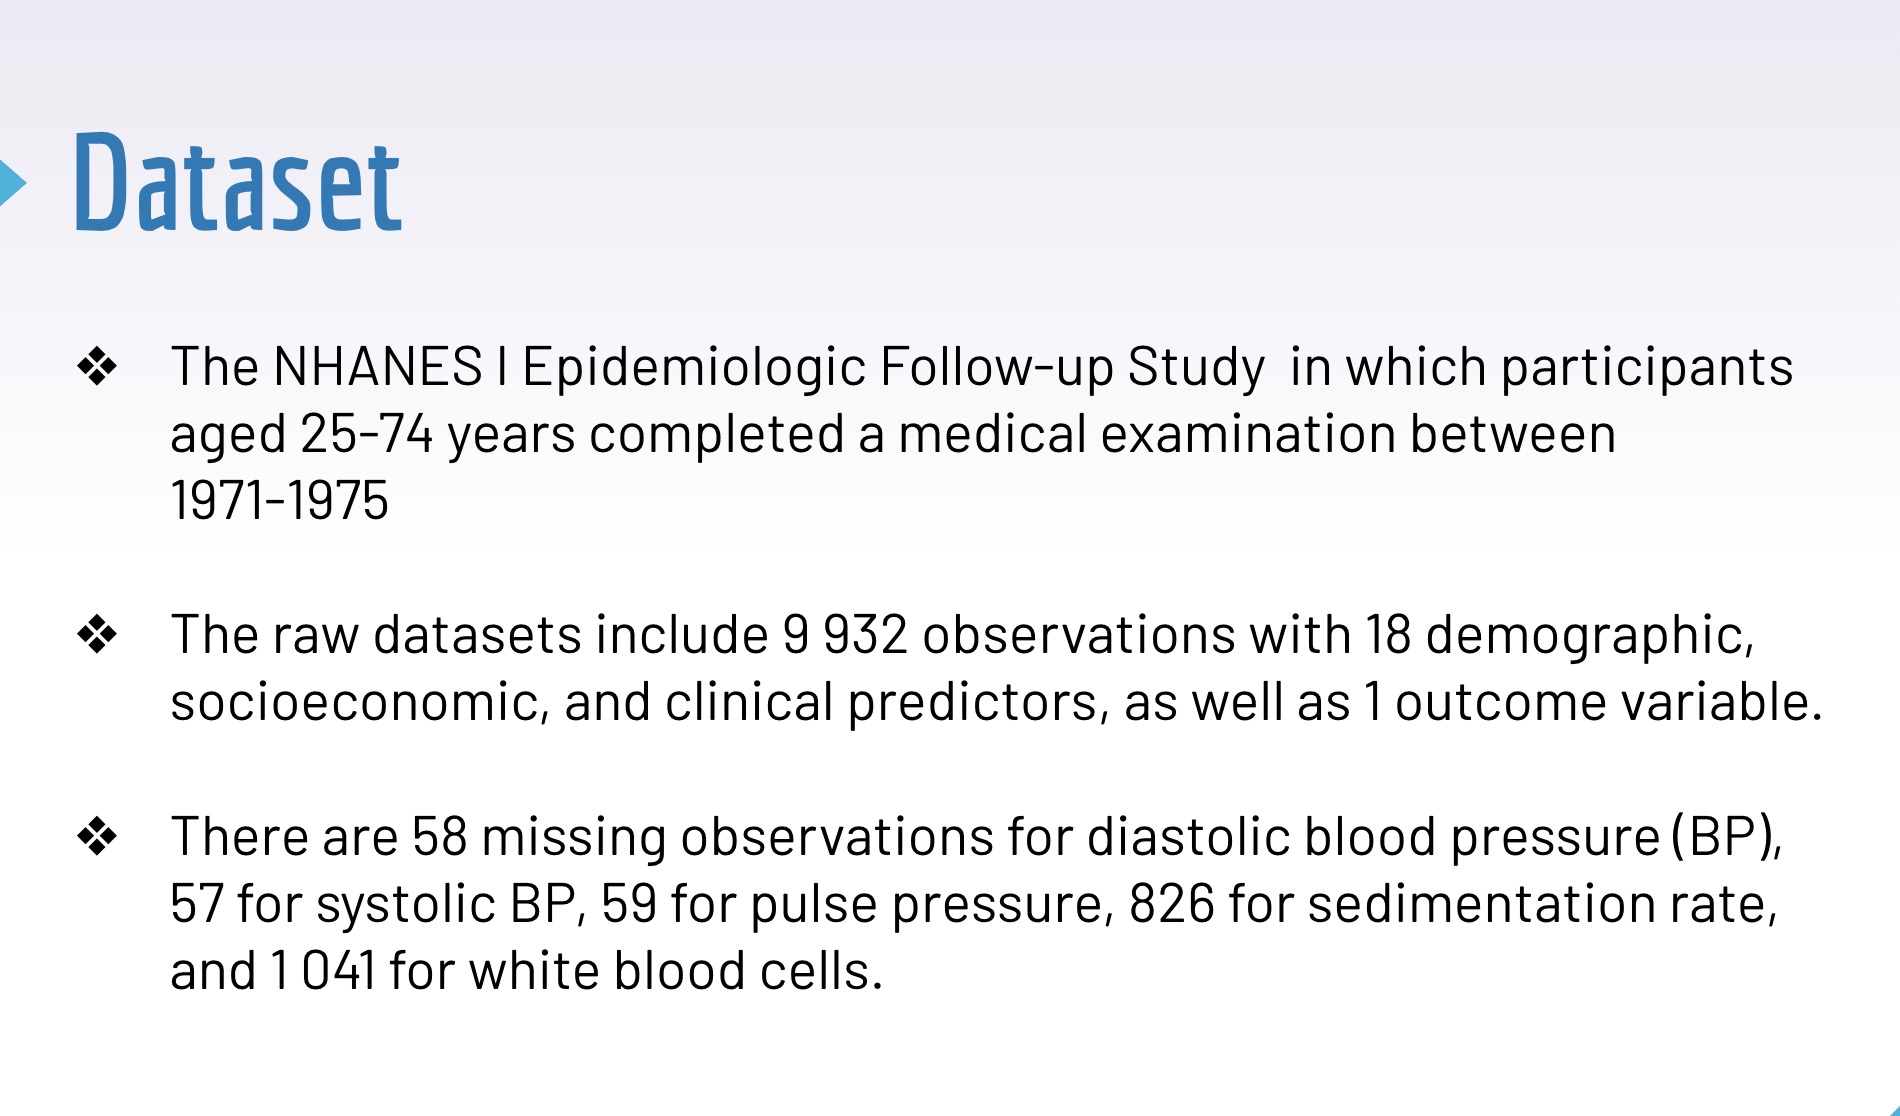 Dataset
❖ The NHANES I Epidemiologic Follow-up Study  in which participants
aged 25-74 years completed a medical examination between
1971-1975
❖ The raw datasets include 9 932 observations with 18 demographic,
socioeconomic, and clinical predictors, as well as 1 outcome variable.
❖ There are 58 missing observations for diastolic blood pressure (BP),
57 for systolic BP, 59 for pulse pressure, 826 for sedimentation rate,
and 1 041 for white blood cells.